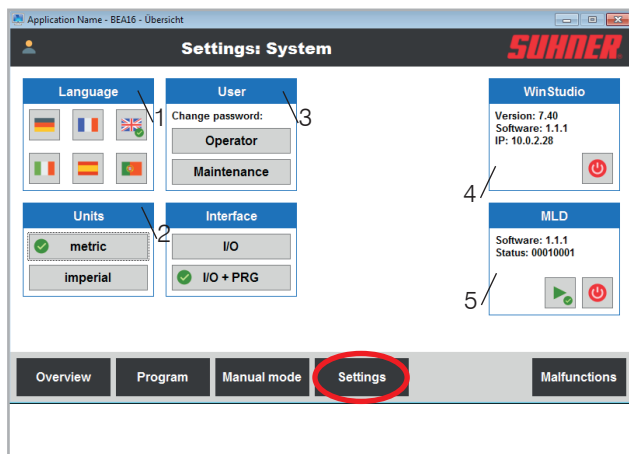 Application Name - BEA16 - Übersicht
Settings: System
SUHNER
Language
1
User
3
Change password:
Operator
Maintenance
WinStudio
Version: 7.40
Software: 1.1.1
IP: 10.0.2.28
4
Units
2
metric
imperial
Interface
I/O
I/O + PRG
MLD
Software: 1.1.1
Status: 00010001
5
Overview
Program
Manual mode
Settings
Malfunctions